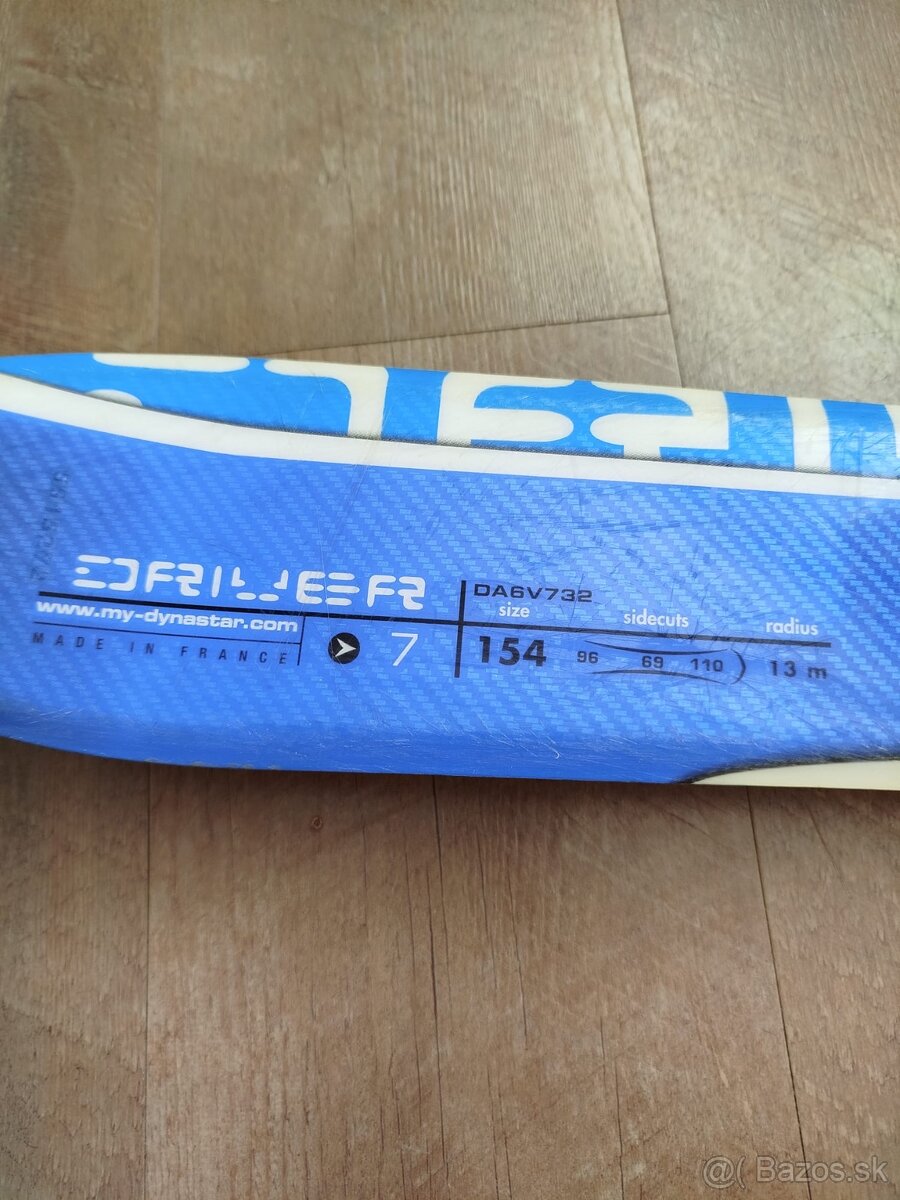 DRIVER
www.my-dynastar.com
MADE IN FRANCE
7
DA6V732
size sidecuts radius
154 96 69 110 13 m
@( Bazos.sk